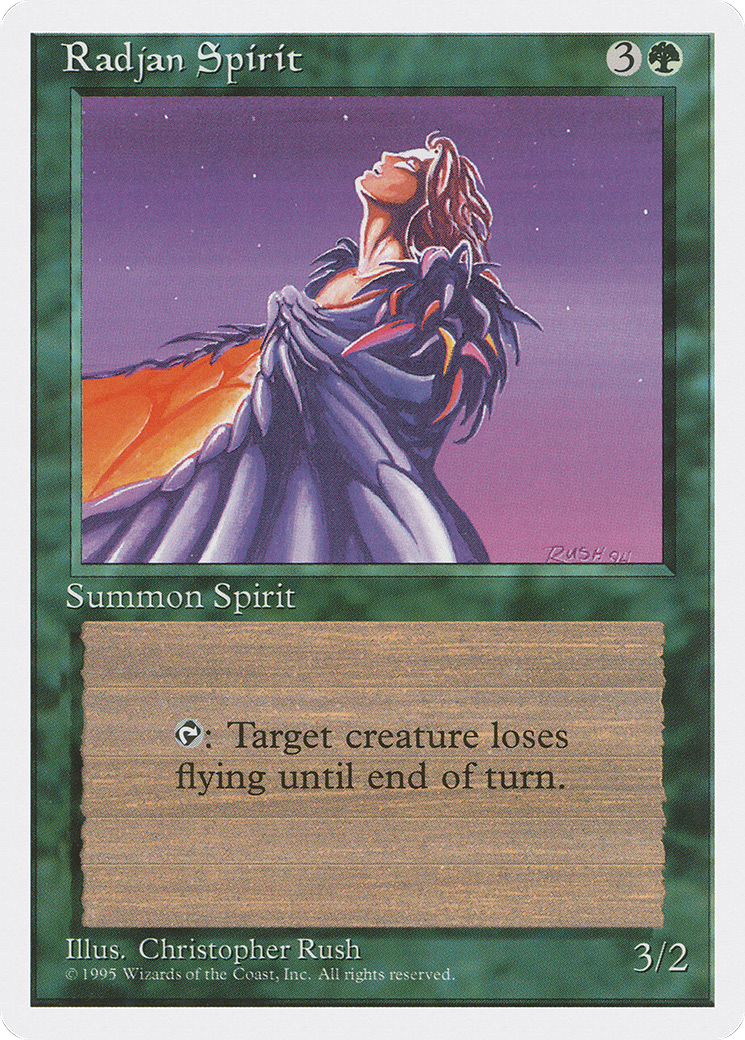 Radjan Spirit
3
RUSH 94
Summon Spirit
: Target creature loses
flying until end of turn.
Illus. Christopher Rush
3/2
© 1995 Wizards of the Coast, Inc. All rights reserved.